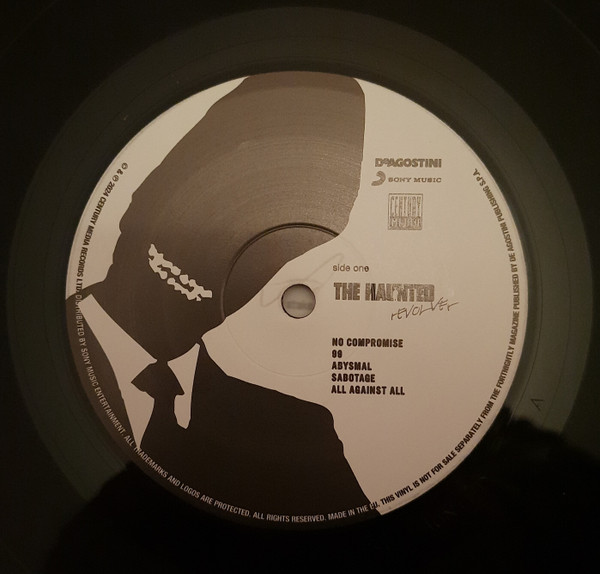 DeAGOSTINI
SONY MUSIC
CENTURY
MEDIA
side one
THE HAUNTED
rEVOLVEr
NO COMPROMISE
99
ABYSMAL
SABOTAGE
ALL AGAINST ALL
© & ℗ 2024 CENTURY MEDIA RECORDS LTD. DISTRIBUTED BY SONY MUSIC ENTERTAINMENT. ALL TRADEMARKS AND LOGOS ARE PROTECTED. ALL RIGHTS RESERVED. MADE IN THE EU. THIS VINYL IS NOT FOR SALE SEPARATELY FROM THE FORTNIGHTLY MAGAZINE PUBLISHED BY DE AGOSTINI PUBLISHING S.P.A.